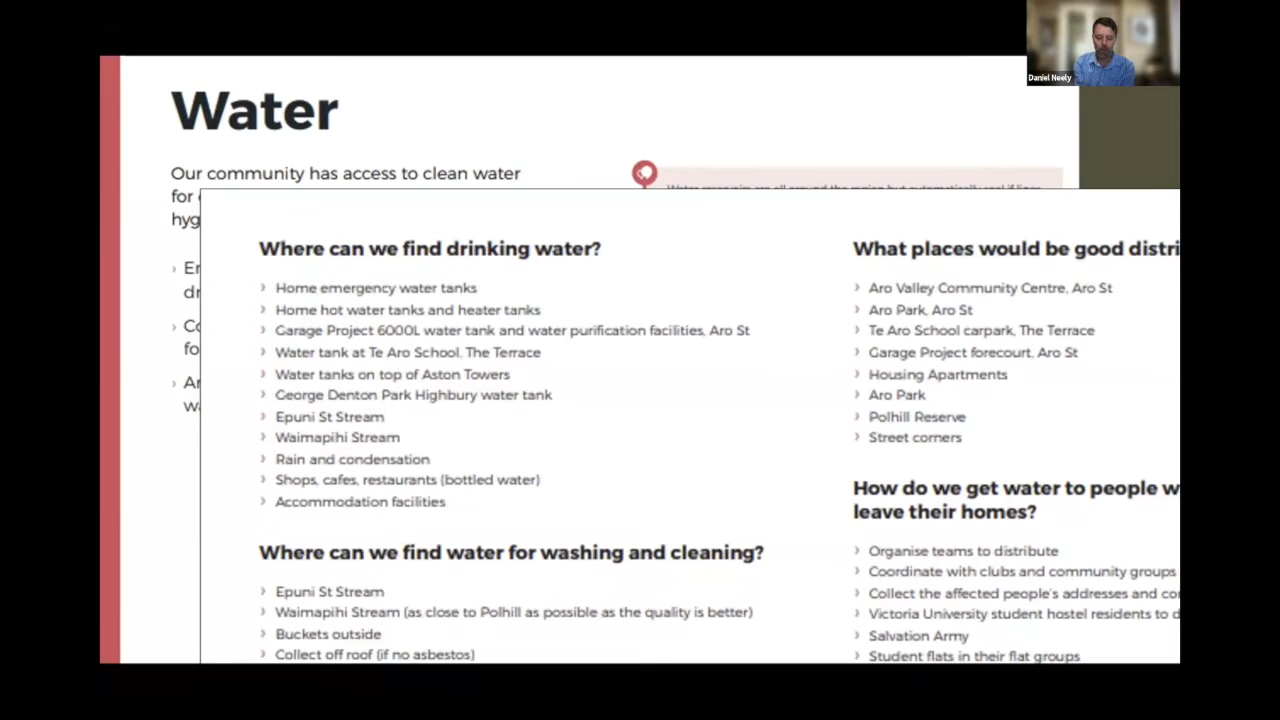 Daniel Neely
Water
Our community has access to clean water
for
hyg
Er
dr
Co
fo
Ar
wa
Where can we find drinking water?
› Home emergency water tanks
› Home hot water tanks and heater tanks
› Garage Project 6000L water tank and water purification facilities, Aro St
› Water tank at Te Aro School, The Terrace
› Water tanks on top of Aston Towers
› George Denton Park Highbury water tank
› Epuni St Stream
› Waimapihi Stream
› Rain and condensation
› Shops, cafes, restaurants (bottled water)
› Accommodation facilities
Where can we find water for washing and cleaning?
› Epuni St Stream
› Waimapihi Stream (as close to Polhill as possible as the quality is better)
› Buckets outside
› Collect off roof (if no asbestos)
What places would be good distri
› Aro Valley Community Centre, Aro St
› Aro Park, Aro St
› Te Aro School carpark, The Terrace
› Garage Project forecourt, Aro St
› Housing Apartments
› Aro Park
› Polhill Reserve
› Street corners
How do we get water to people w
leave their homes?
› Organise teams to distribute
› Coordinate with clubs and community groups
› Collect the affected people's addresses and co
› Victoria University student hostel residents to d
› Salvation Army
› Student flats in their flat groups